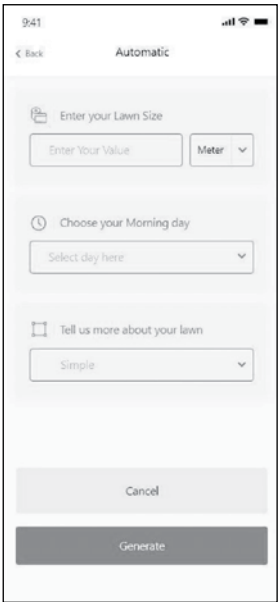 9:41
Back
Automatic
Enter your Lawn Size
Enter Your Value
Meter
Choose your Morning day
Select day here
Tell us more about your lawn
Simple
Cancel
Generate